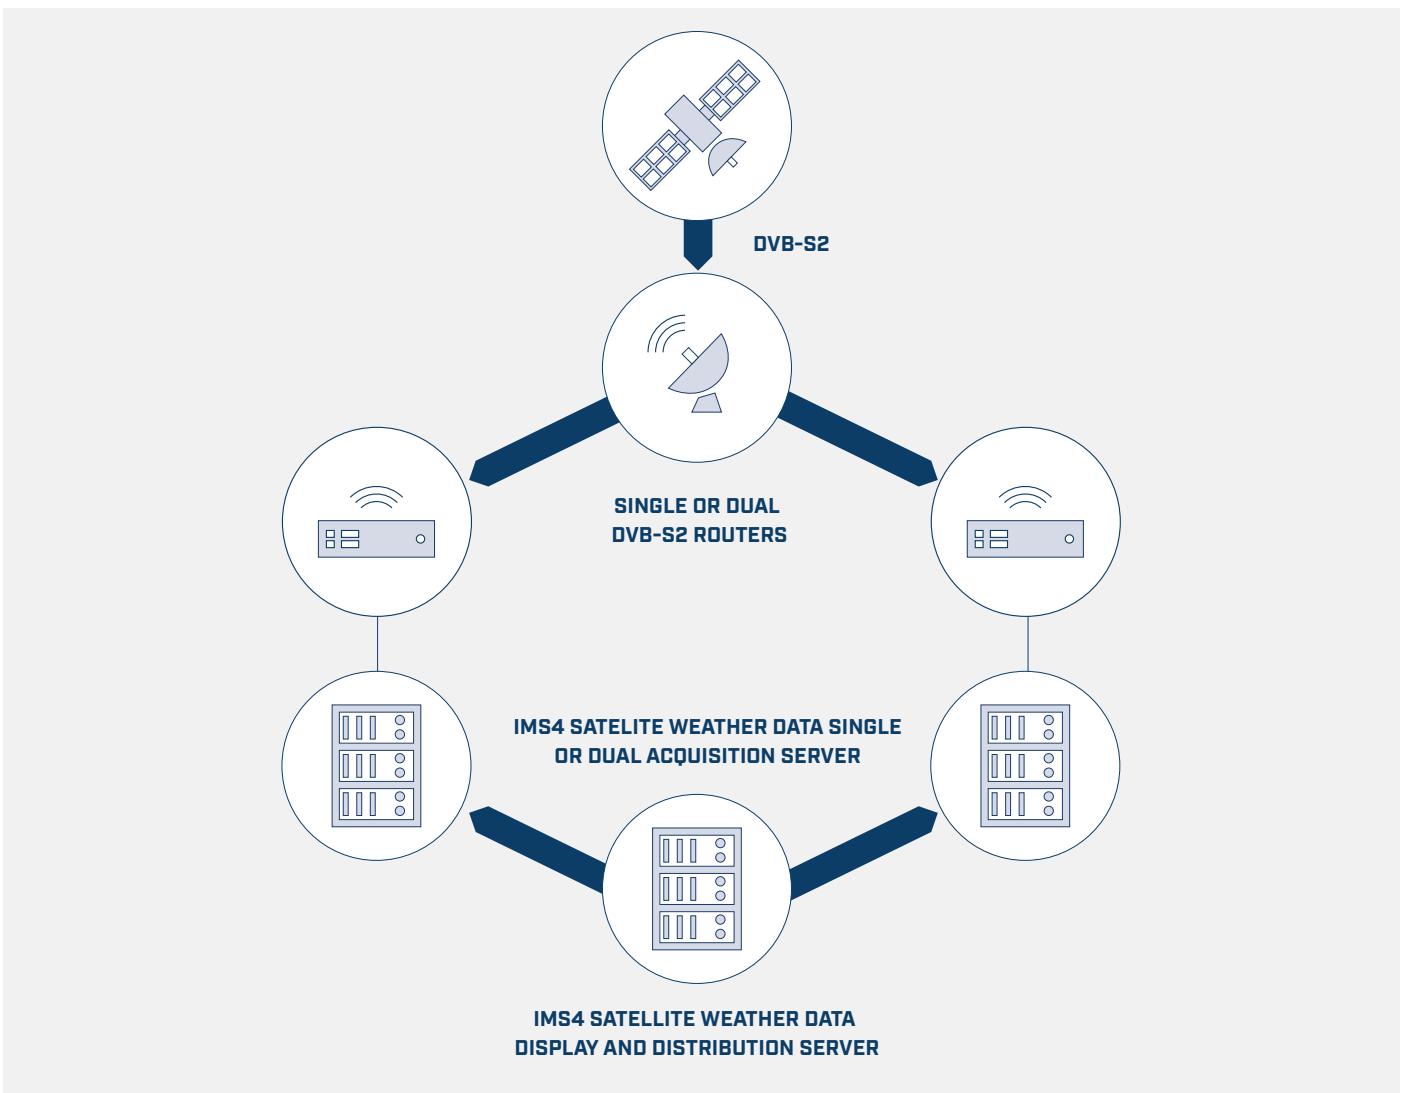 DVB-S2
SINGLE OR DUAL
DVB-S2 ROUTERS
IMS4 SATELITE WEATHER DATA SINGLE
OR DUAL ACQUISITION SERVER
IMS4 SATELLITE WEATHER DATA
DISPLAY AND DISTRIBUTION SERVER